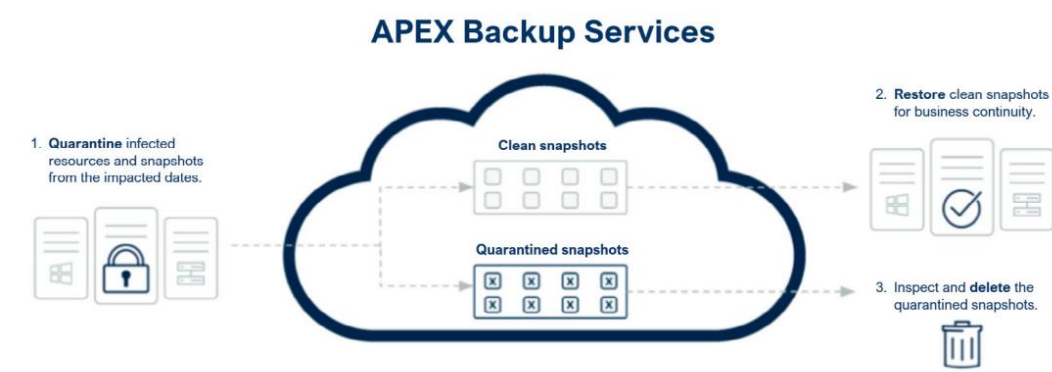 APEX Backup Services
1. Quarantine infected
resources and snapshots
from the impacted dates.
Clean snapshots
Quarantined snapshots
x x x x
x x x x
2. Restore clean snapshots
for business continuity.
3. Inspect and delete the
quarantined snapshots.